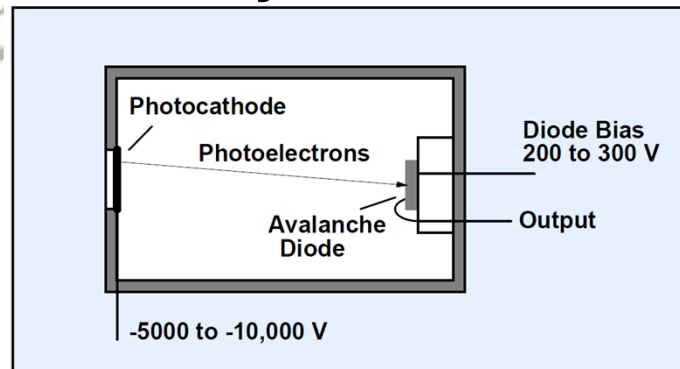 Photocathode
Photoelectrons
Diode Bias
200 to 300 V
Avalanche
Diode
Output
-5000 to -10,000 V